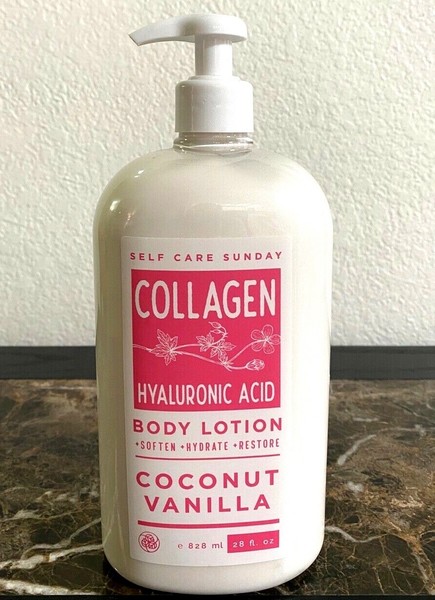 SELF CARE SUNDAY
COLLAGEN
HYALURONIC ACID
BODY LOTION
•SOFTEN •HYDRATE •RESTORE
COCONUT
VANILLA
e 828 ml 28 fl. oz